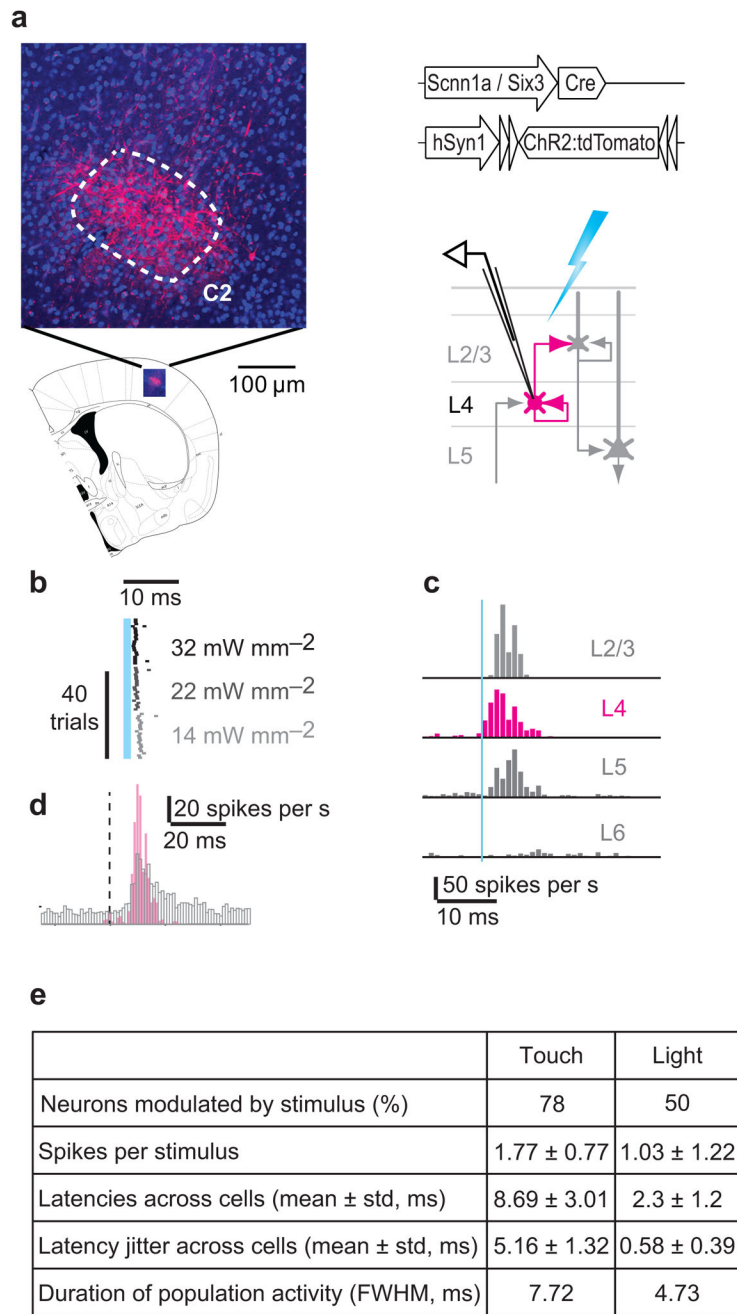 a
Scnn1a / Six3 Cre
hSyn1 ChR2:tdTomato
C2
100 µm
L2/3
L4
L5
b
10 ms
32 mW mm–2
22 mW mm–2
14 mW mm–2
40
trials
c
L2/3
L4
L5
L6
50 spikes per s
10 ms
d
20 spikes per s
20 ms
e
Touch Light
Neurons modulated by stimulus (%) 78 50
Spikes per stimulus 1.77 ± 0.77 1.03 ± 1.22
Latencies across cells (mean ± std, ms) 8.69 ± 3.01 2.3 ± 1.2
Latency jitter across cells (mean ± std, ms) 5.16 ± 1.32 0.58 ± 0.39
Duration of population activity (FWHM, ms) 7.72 4.73